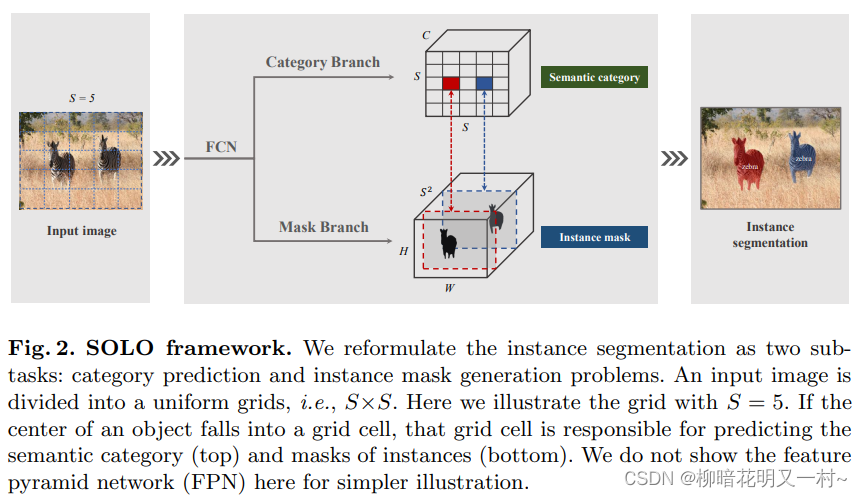 S = 5
Input image
FCN
Category Branch
Mask Branch
C
S
S
Semantic category
S²
H
W
Instance mask
zebra
zebra
Instance
segmentation
Fig. 2. SOLO framework. We reformulate the instance segmentation as two sub-
tasks: category prediction and instance mask generation problems. An input image is
divided into a uniform grids, i.e., S×S. Here we illustrate the grid with S = 5. If the
center of an object falls into a grid cell, that grid cell is responsible for predicting the
semantic category (top) and masks of instances (bottom). We do not show the feature
pyramid network (FPN) here for simpler illustration.
CSDN @柳暗花明又一村~